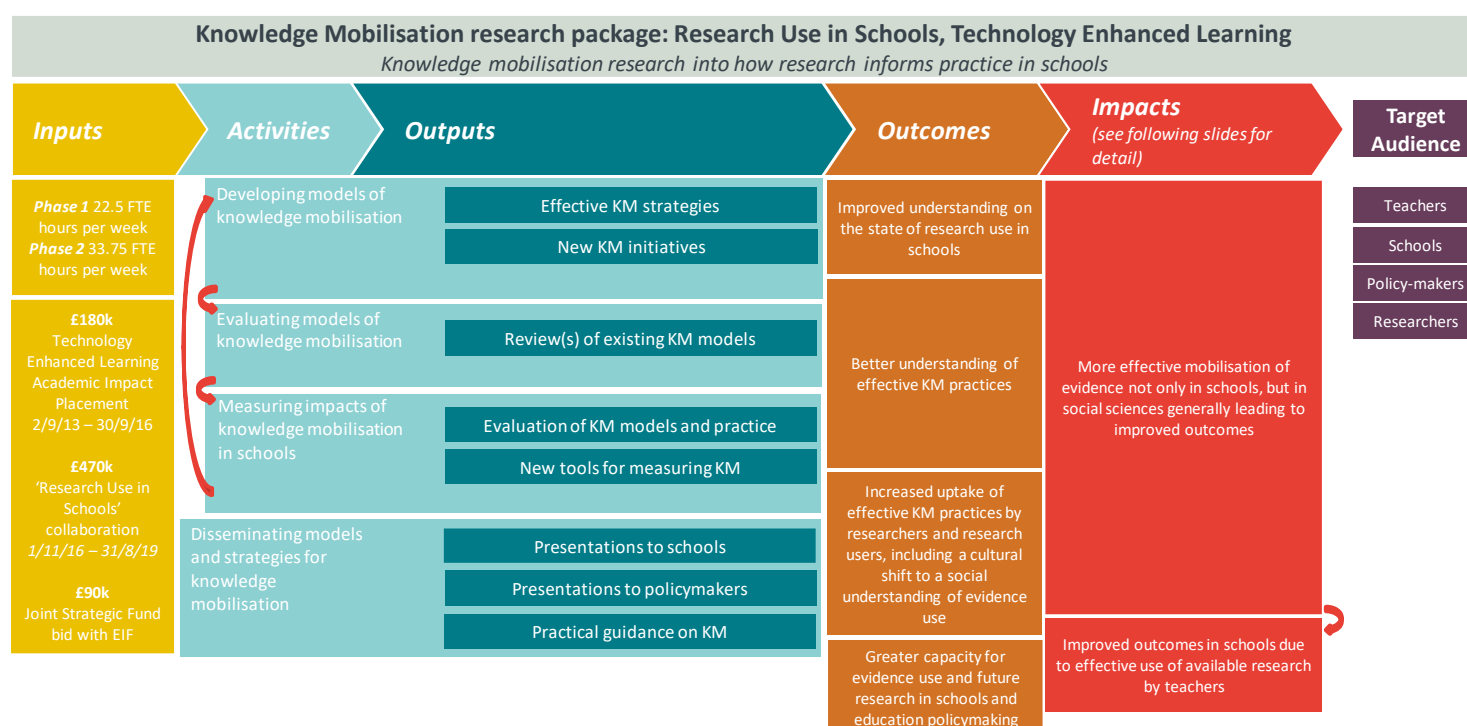 Knowledge Mobilisation research package: Research Use in Schools, Technology Enhanced Learning
Knowledge mobilisation research into how research informs practice in schools
Inputs
Activities
Outputs
Outcomes
Impacts
(see following slides for
detail)
Target
Audience
Phase 1 22.5 FTE
hours per week
Phase 2 33.75 FTE
hours per week
£180k
Technology
Enhanced Learning
Academic Impact
Placement
2/9/13 – 30/9/16
£470k
'Research Use in
Schools'
collaboration
1/11/16 – 31/8/19
£90k
Joint Strategic Fund
bid with EIF
Developing models of
knowledge mobilisation
Effective KM strategies
New KM initiatives
Evaluating models of
knowledge mobilisation
Review(s) of existing KM models
Measuring impacts of
knowledge mobilisation
in schools
Evaluation of KM models and practice
New tools for measuring KM
Disseminating models
and strategies for
knowledge
mobilisation
Presentations to schools
Presentations to policymakers
Practical guidance on KM
Improved understanding on
the state of research use in
schools
Better understanding of
effective KM practices
Increased uptake of
effective KM practices by
researchers and research
users, including a cultural
shift to a social
understanding of evidence
use
Greater capacity for
evidence use and future
research in schools and
education policymaking
More effective mobilisation of
evidence not only in schools, but in
social sciences generally leading to
improved outcomes
Improved outcomes in schools due
to effective use of available research
by teachers
Teachers
Schools
Policy-makers
Researchers